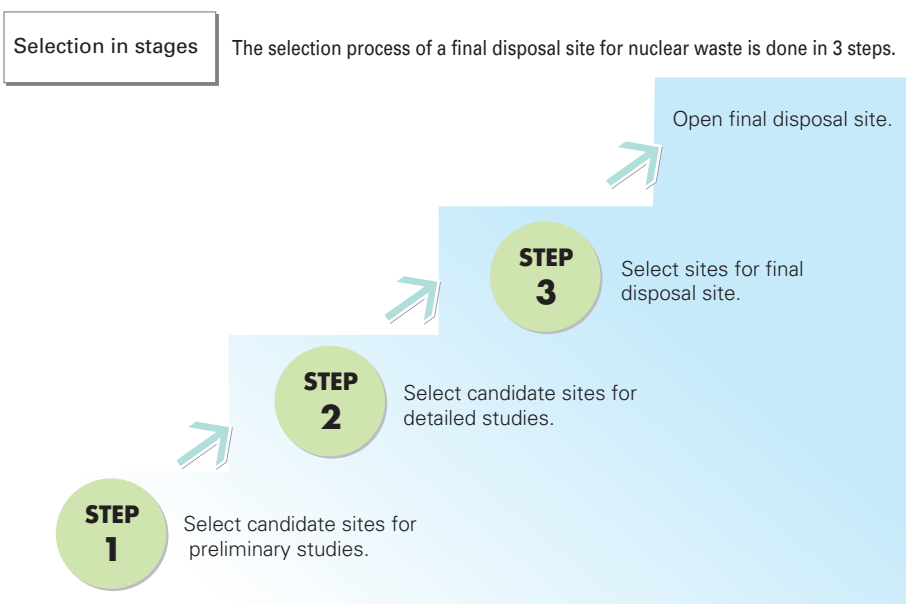 Selection in stages
The selection process of a final disposal site for nuclear waste is done in 3 steps.
Open final disposal site.
STEP
3
Select sites for final
disposal site.
STEP
2
Select candidate sites for
detailed studies.
STEP
1
Select candidate sites for
preliminary studies.